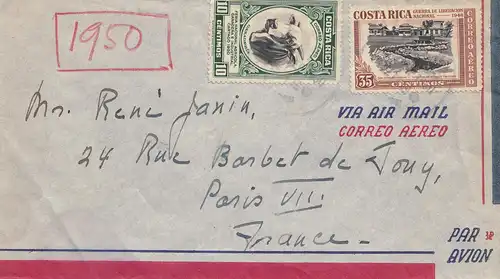 1950
10
CENTIMOS
10
COSTA RICA
COSTA RICA
GUERRA DE LIBERACION
NACIONAL 1948
CORREO AEREO
35
CENTIMOS
VIA AIR MAIL
CORREO AEREO
Mr. René Janin,
24 Rue Barbet de Jouy,
Paris VII.
France.
PAR
AVION